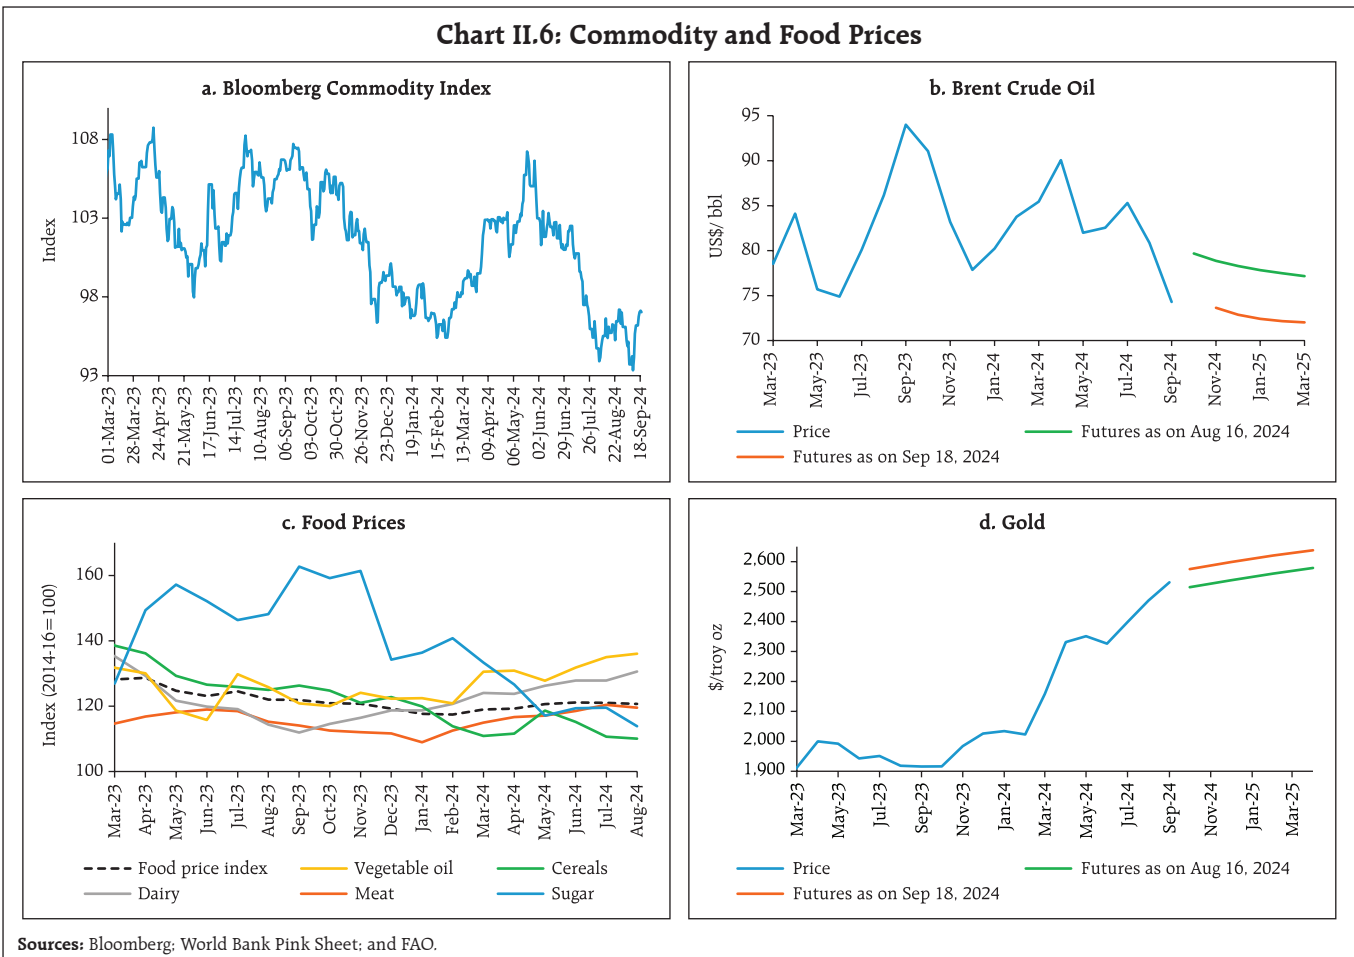 Chart II.6: Commodity and Food Prices
a. Bloomberg Commodity Index
Index
108
103
98
93
01-Mar-23
28-Mar-23
24-Apr-23
21-May-23
17-Jun-23
14-Jul-23
10-Aug-23
06-Sep-23
03-Oct-23
30-Oct-23
26-Nov-23
23-Dec-23
19-Jan-24
15-Feb-24
13-Mar-24
09-Apr-24
06-May-24
02-Jun-24
29-Jun-24
26-Jul-24
22-Aug-24
18-Sep-24
b. Brent Crude Oil
US$/ bbl
95
90
85
80
75
70
Mar-23
May-23
Jul-23
Sep-23
Nov-23
Jan-24
Mar-24
May-24
Jul-24
Sep-24
Nov-24
Jan-25
Mar-25
Price
Futures as on Aug 16, 2024
Futures as on Sep 18, 2024
c. Food Prices
Index (2014-16=100)
160
140
120
100
Mar-23
Apr-23
May-23
Jun-23
Jul-23
Aug-23
Sep-23
Oct-23
Nov-23
Dec-23
Jan-24
Feb-24
Mar-24
Apr-24
May-24
Jun-24
Jul-24
Aug-24
Food price index
Vegetable oil
Cereals
Dairy
Meat
Sugar
d. Gold
$/troy oz
2,600
2,500
2,400
2,300
2,200
2,100
2,000
1,900
Mar-23
May-23
Jul-23
Sep-23
Nov-23
Jan-24
Mar-24
May-24
Jul-24
Sep-24
Nov-24
Jan-25
Mar-25
Price
Futures as on Aug 16, 2024
Futures as on Sep 18, 2024
Sources: Bloomberg; World Bank Pink Sheet; and FAO.